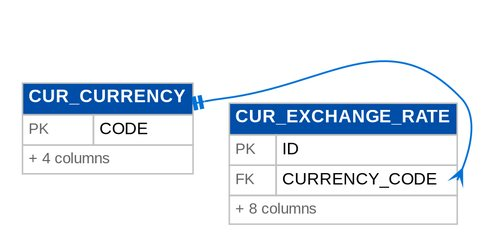 CUR_CURRENCY
PK CODE
+ 4 columns
CUR_EXCHANGE_RATE
PK ID
FK CURRENCY_CODE
+ 8 columns